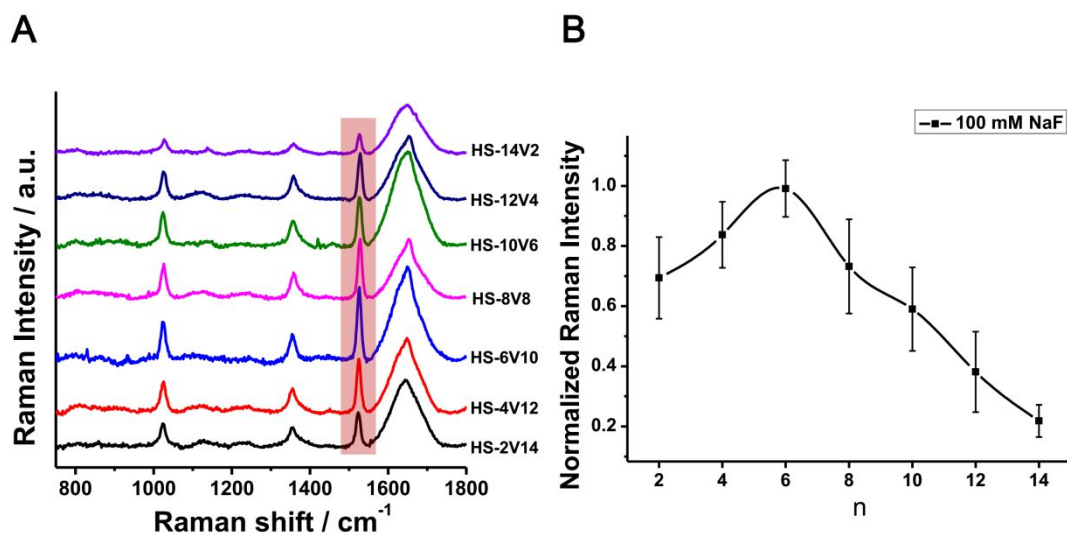 A
Raman Intensity / a.u.
HS-14V2
HS-12V4
HS-10V6
HS-8V8
HS-6V10
HS-4V12
HS-2V14
800 1000 1200 1400 1600 1800
Raman shift / cm⁻¹
B
Normalized Raman Intensity
100 mM NaF
1.0
0.8
0.6
0.4
0.2
2 4 6 8 10 12 14
n